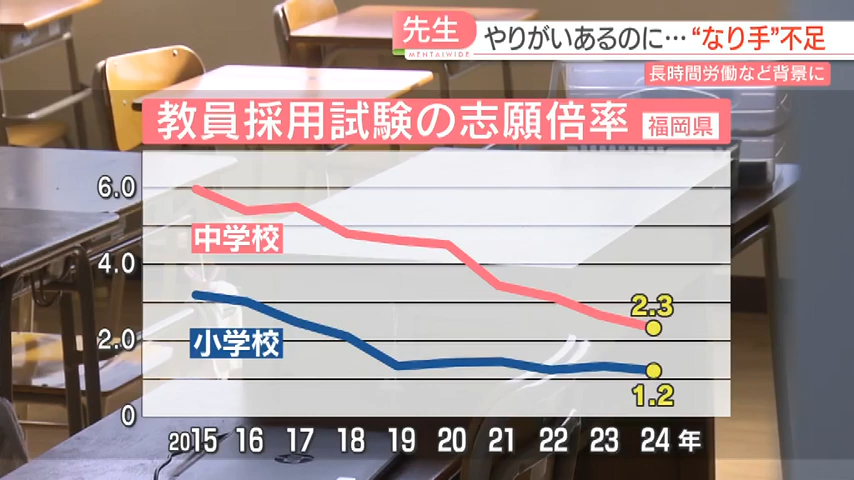 先生
MENTAIWIDE
やりがいあるのに…“なり手”不足
長時間労働など背景に
教員採用試験の志願倍率 福岡県
6.0
中学校
4.0
2.3
小学校
2.0
1.2
0
2015 16 17 18 19 20 21 22 23 24 年